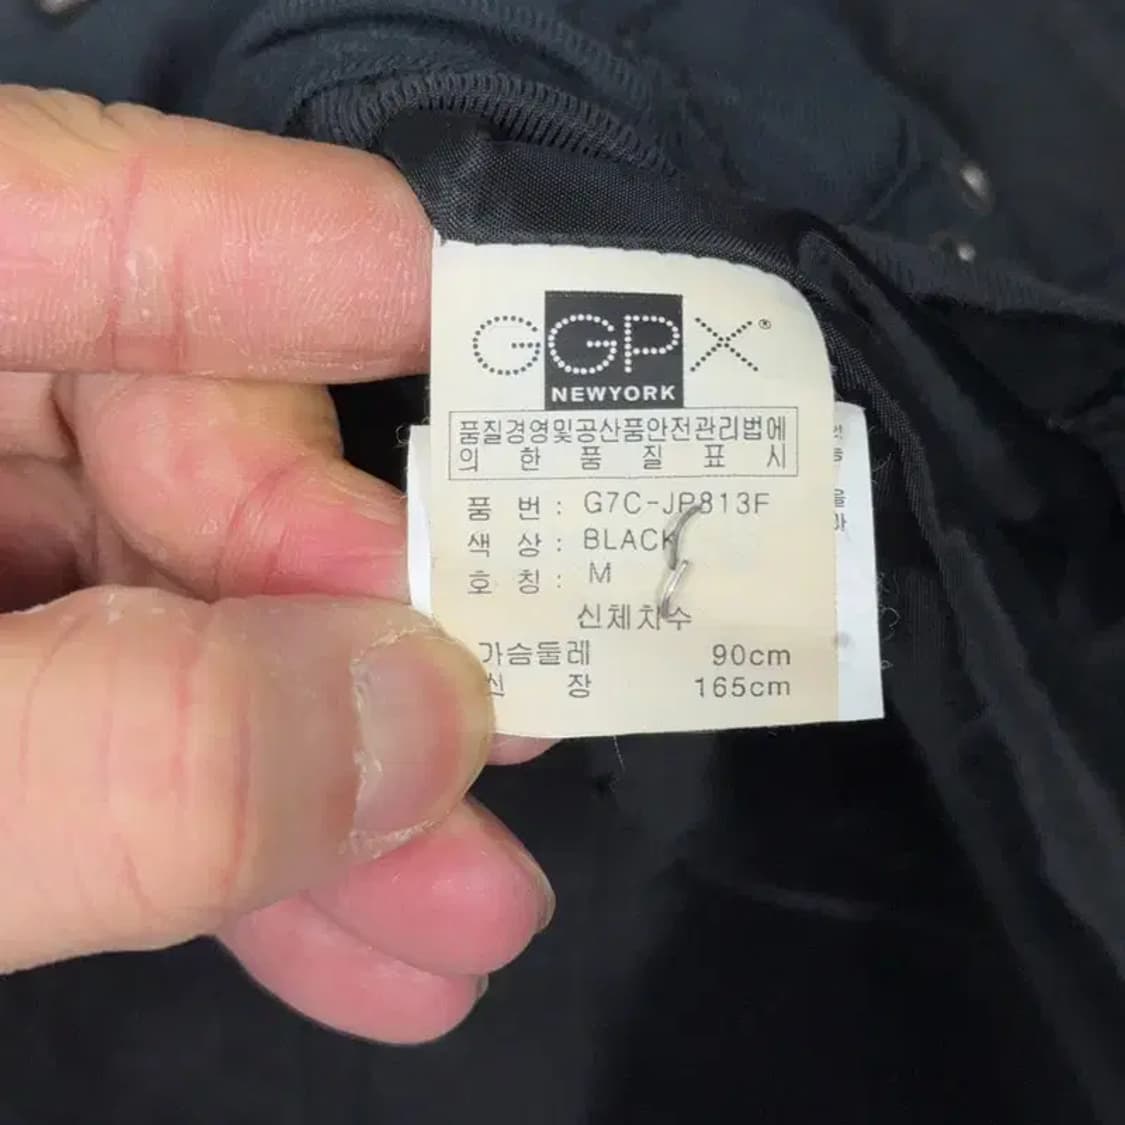 GGPX®
NEWYORK
품질경영및공산품안전관리법에
의 한 품 질 표 시
품 번 : G7C-JP813F
색 상 : BLACK
호 칭 : M
신체차수
가슴둘레 90cm
신 장 165cm